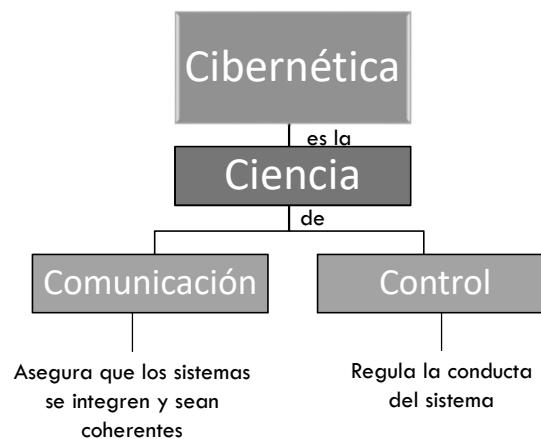 Cibernética
es la
Ciencia
de
Comunicación
Control
Asegura que los sistemas
se integren y sean
coherentes
Regula la conducta
del sistema